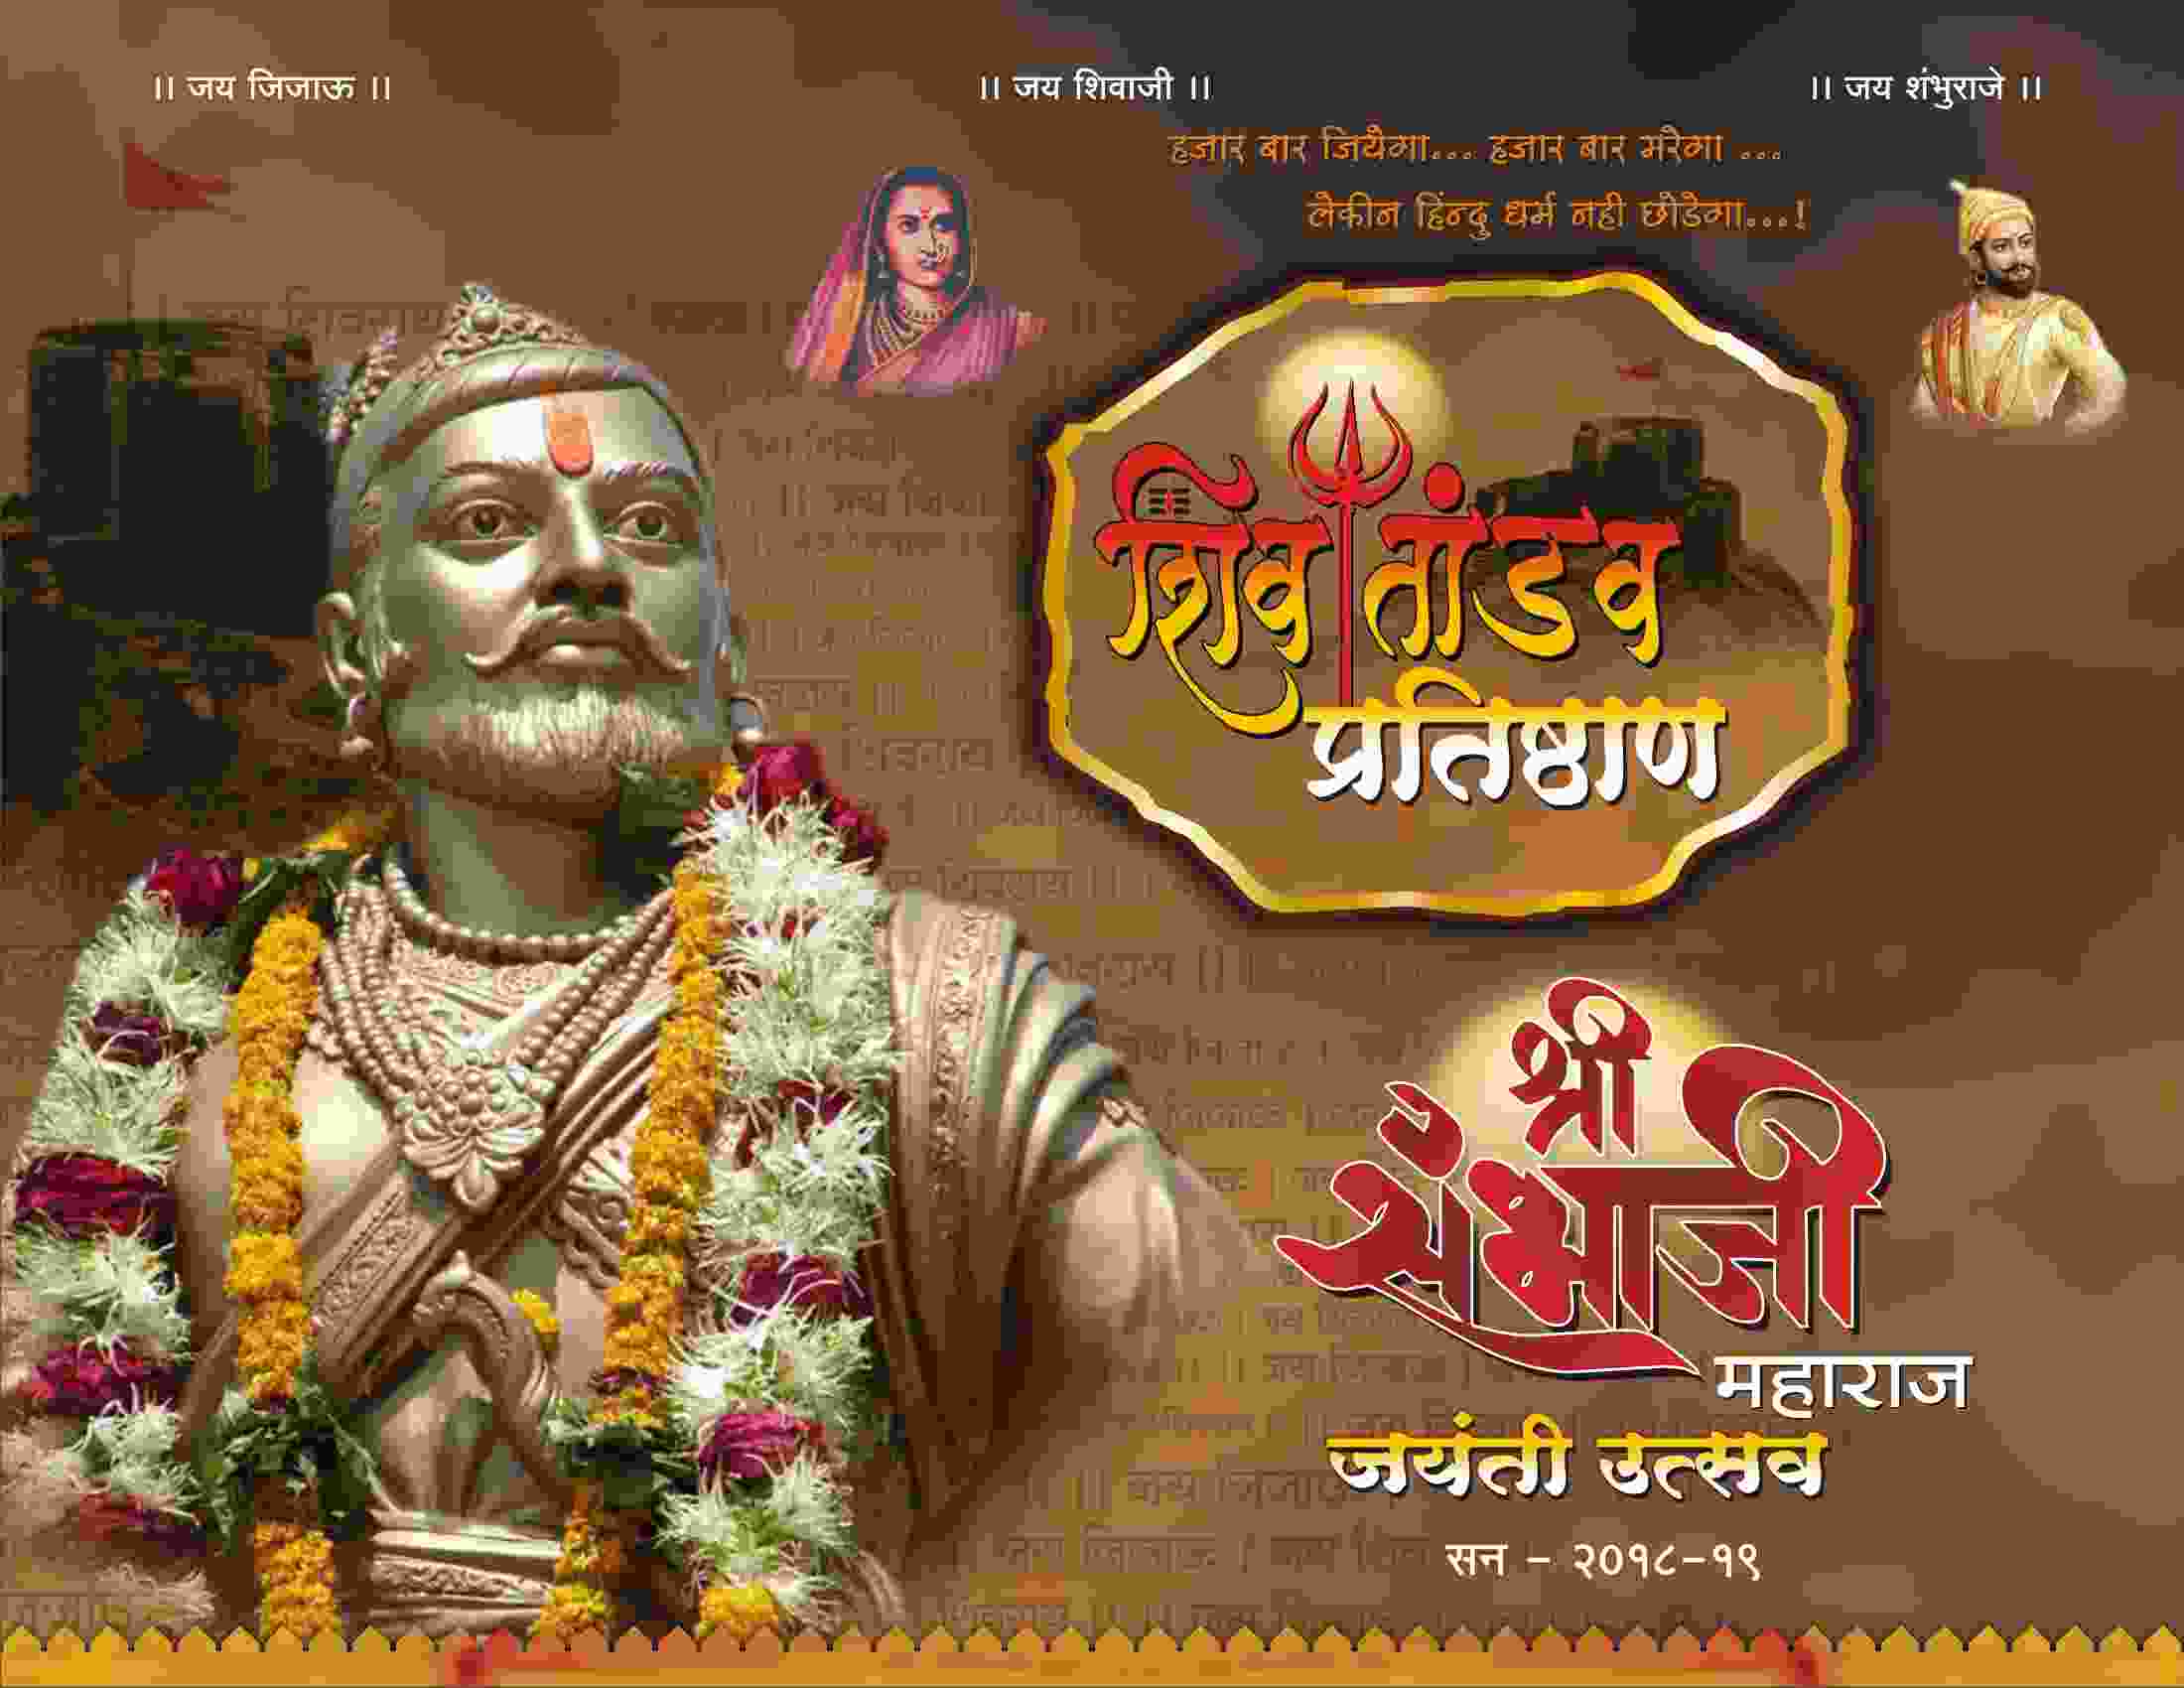 ।। जय जिजाऊ ।।
।। जय शिवाजी ।।
।। जय शंभुराजे ।।
हजार बार जियेगा... हजार बार मरेगा ...
लेकीन हिंन्दु धर्म नही छोडेगा...!
शिव तांडव
प्रतिष्ठाण
श्री
संभाजी
महाराज
जयंती उत्सव
सन - २०१८-१९